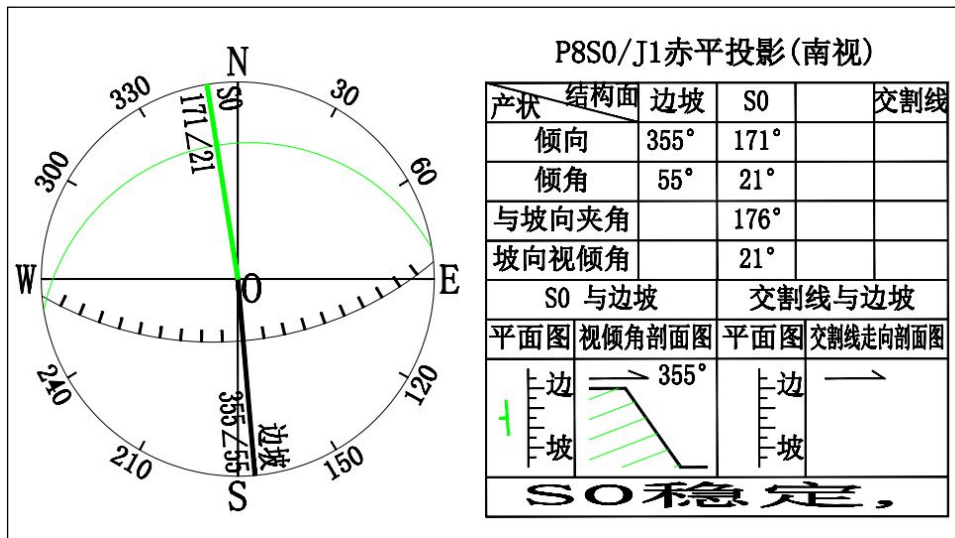 P8S0/J1赤平投影(南视)
N
330
30
S0
171∠21
300
60
W
O
E
240
120
355∠55
边坡
210
150
S
产状 结构面 边坡 S0 交割线
倾向 355° 171°
倾角 55° 21°
与坡向夹角 176°
坡向视倾角 21°
S0 与边坡 交割线与边坡
平面图 视倾角剖面图 平面图 交割线走向剖面图
边 355° 边
坡 坡
S0稳定,